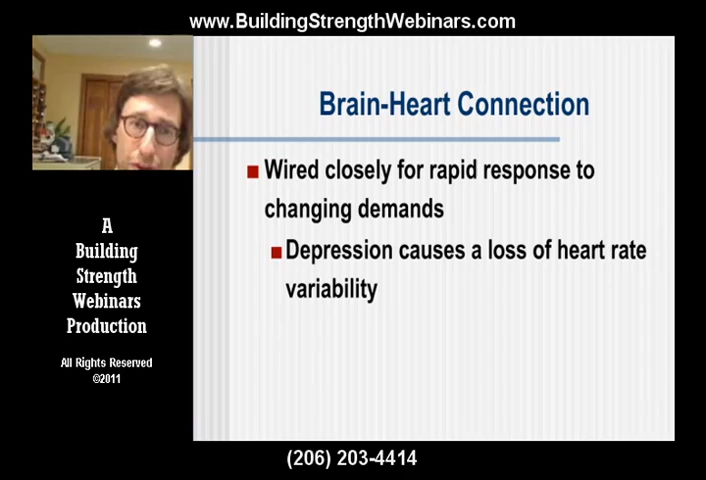 www.BuildingStrengthWebinars.com
Brain-Heart Connection
Wired closely for rapid response to
changing demands
Depression causes a loss of heart rate
variability
A
Building
Strength
Webinars
Production
All Rights Reserved
©2011
(206) 203-4414